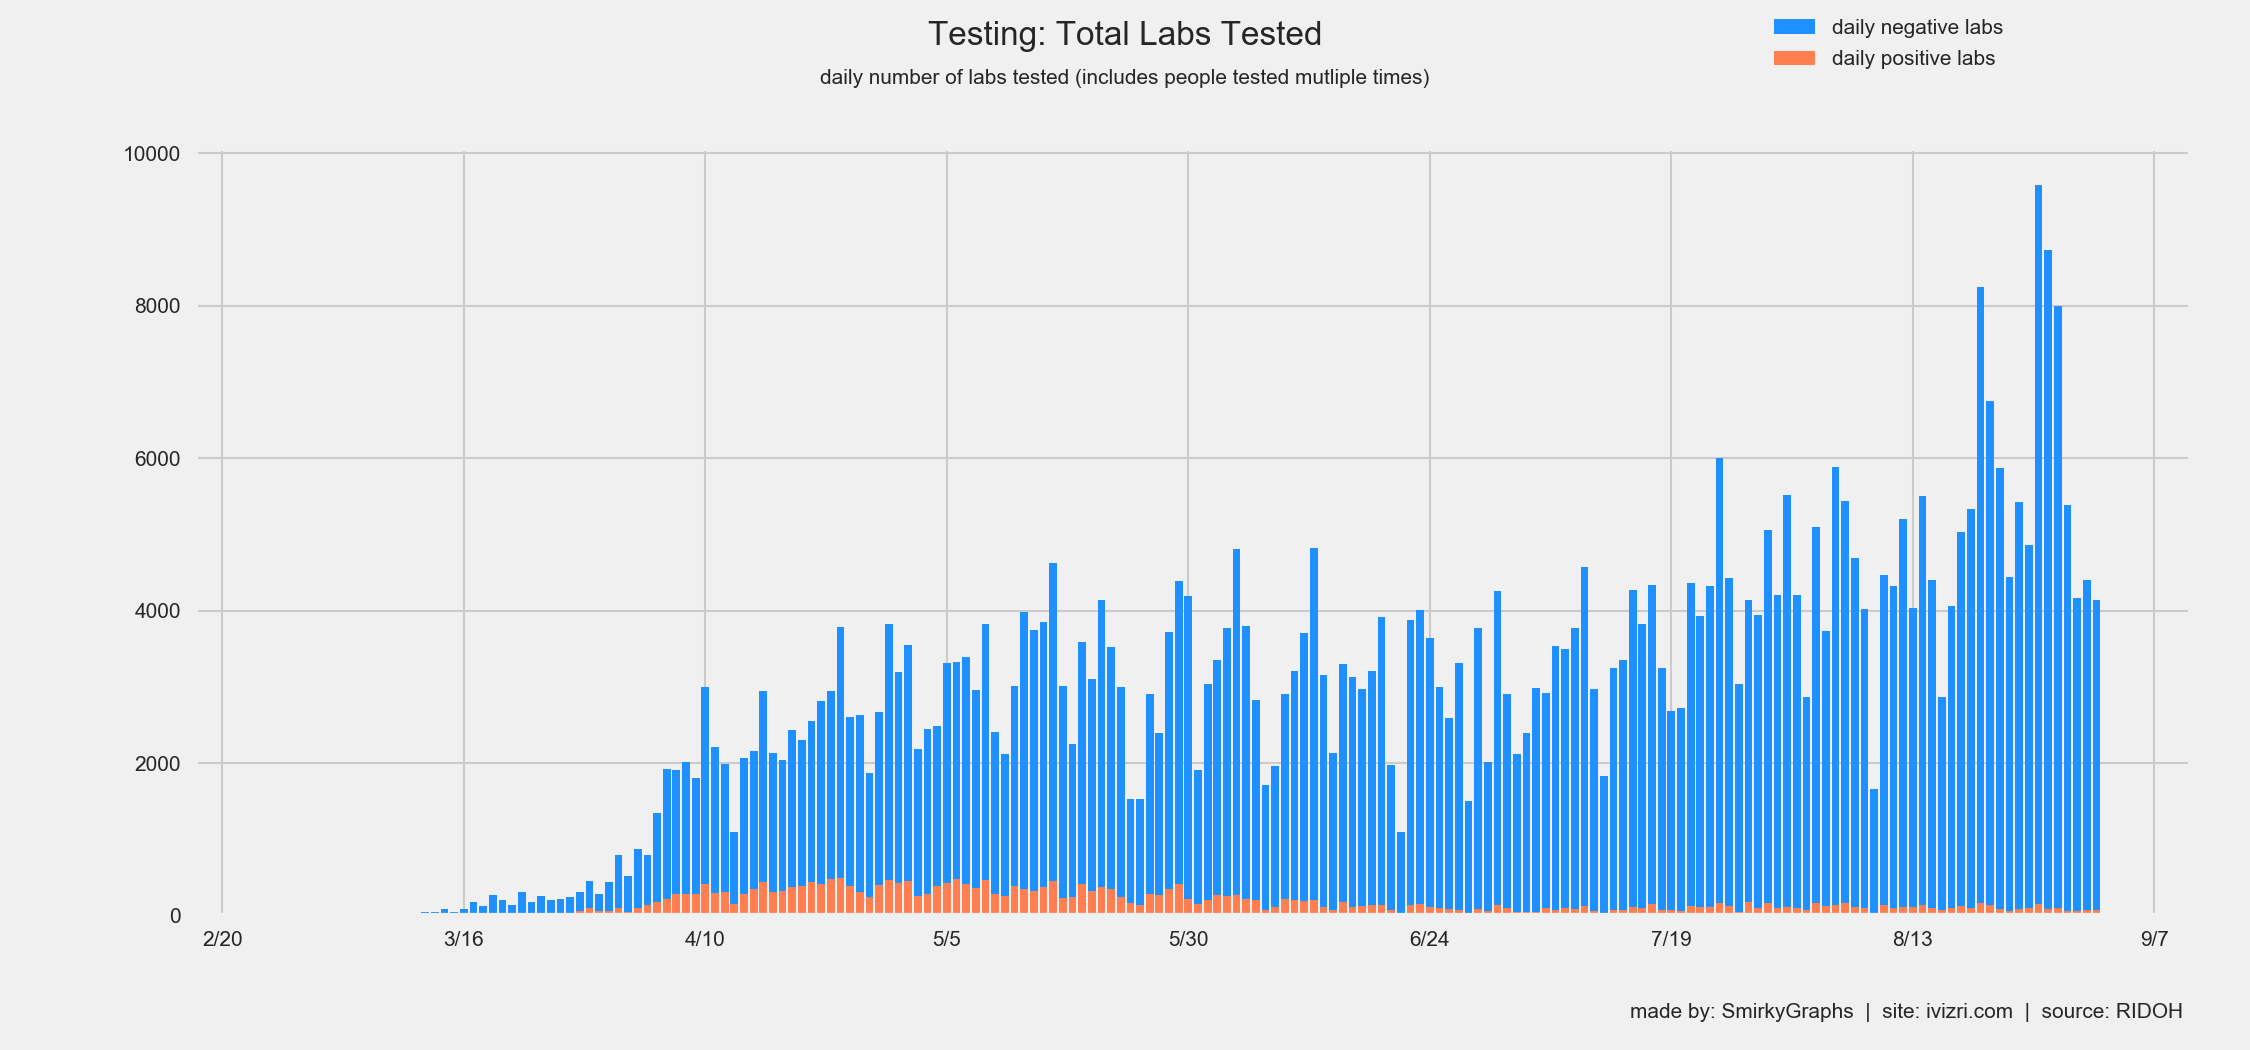 Testing: Total Labs Tested
daily number of labs tested (includes people tested mutliple times)
daily negative labs
daily positive labs
10000
8000
6000
4000
2000
0
2/20 3/16 4/10 5/5 5/30 6/24 7/19 8/13 9/7
made by: SmirkyGraphs | site: ivizri.com | source: RIDOH